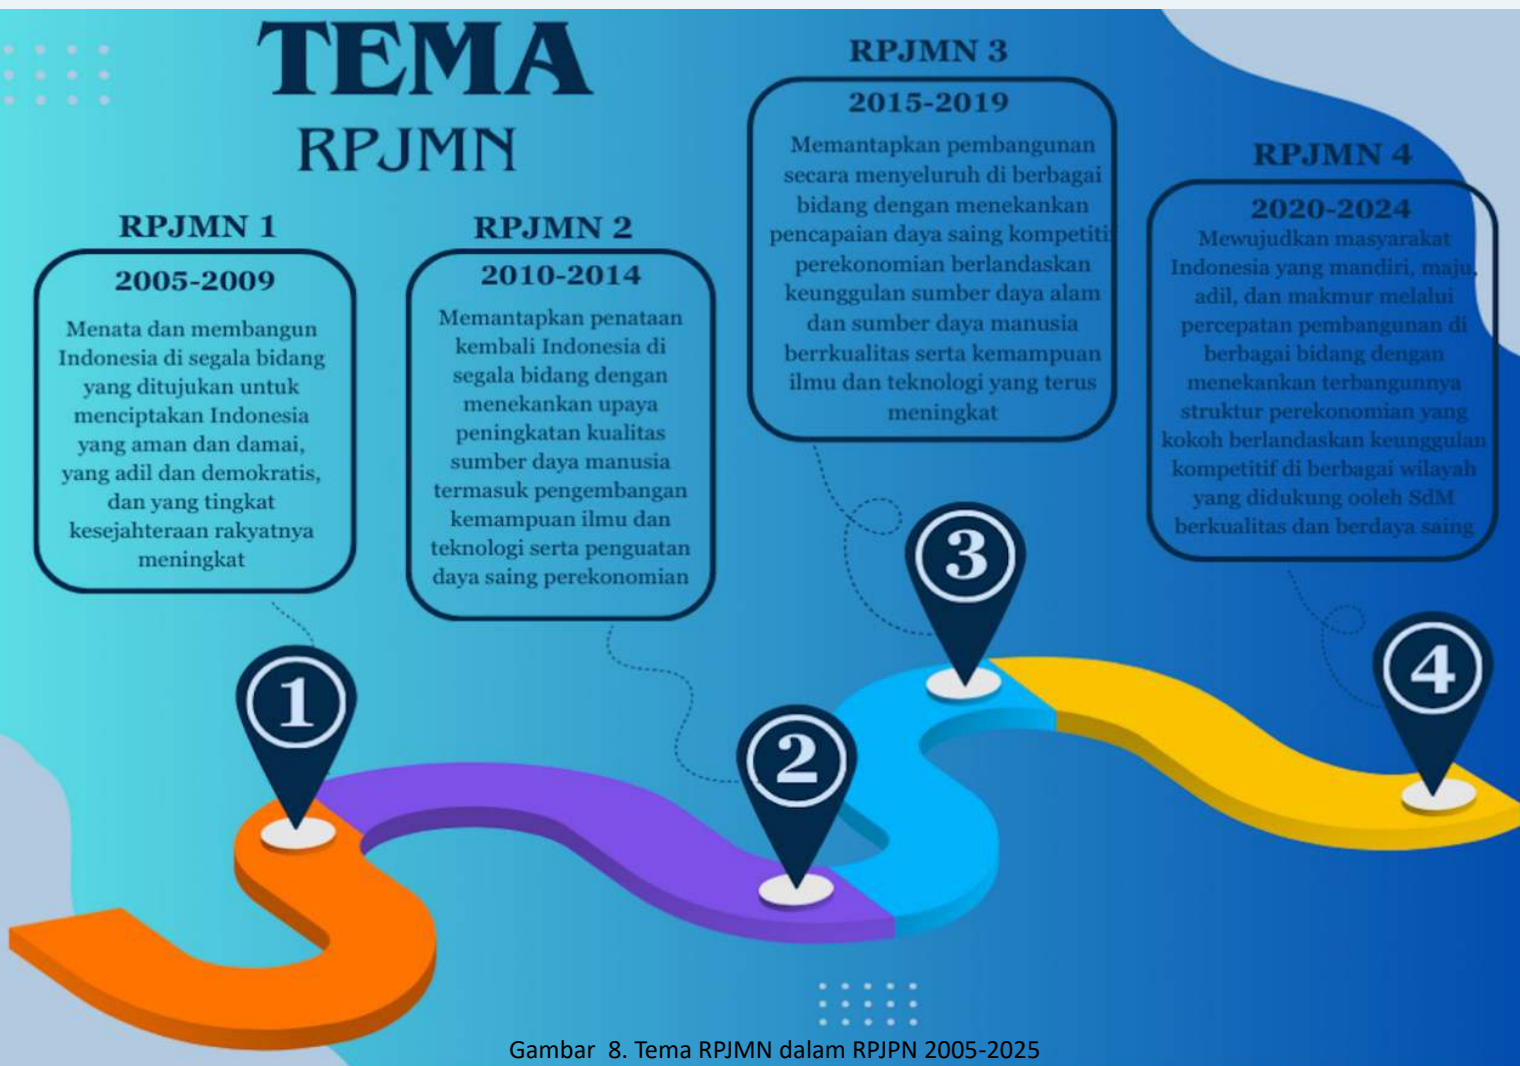 TEMA
RPJMN
RPJMN 1
2005-2009
Menata dan membangun
Indonesia di segala bidang
yang ditujukan untuk
menciptakan Indonesia
yang aman dan damai,
yang adil dan demokratis,
dan yang tingkat
kesejahteraan rakyatnya
meningkat
RPJMN 2
2010-2014
Memantapkan penataan
kembali Indonesia di
segala bidang dengan
menekankan upaya
peningkatan kualitas
sumber daya manusia
termasuk pengembangan
kemampuan ilmu dan
teknologi serta penguatan
daya saing perekonomian
RPJMN 3
2015-2019
Memantapkan pembangunan
secara menyeluruh di berbagai
bidang dengan menekankan
pencapaian daya saing kompetitif
perekonomian berlandaskan
keunggulan sumber daya alam
dan sumber daya manusia
berrkualitas serta kemampuan
ilmu dan teknologi yang terus
meningkat
RPJMN 4
2020-2024
Mewujudkan masyarakat
Indonesia yang mandiri, maju,
adil, dan makmur melalui
percepatan pembangunan di
berbagai bidang dengan
menekankan terbangunnya
struktur perekonomian yang
kokoh berlandaskan keunggulan
kompetitif di berbagai wilayah
yang didukung ooleh SdM
berkualitas dan berdaya saing
1
2
3
4
Gambar 8. Tema RPJMN dalam RPJPN 2005-2025